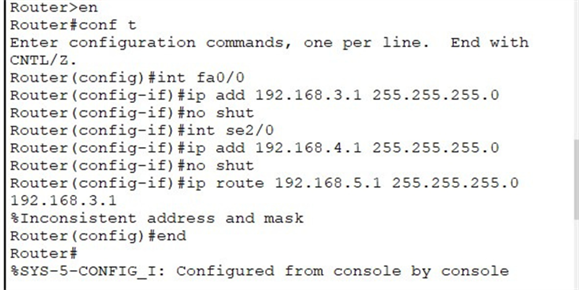 Router>en
Router#conf t
Enter configuration commands, one per line.  End with
CNTL/Z.
Router(config)#int fa0/0
Router(config-if)#ip add 192.168.3.1 255.255.255.0
Router(config-if)#no shut
Router(config-if)#int se2/0
Router(config-if)#ip add 192.168.4.1 255.255.255.0
Router(config-if)#no shut
Router(config-if)#ip route 192.168.5.1 255.255.255.0
192.168.3.1
%Inconsistent address and mask
Router(config)#end
Router#
%SYS-5-CONFIG_I: Configured from console by console